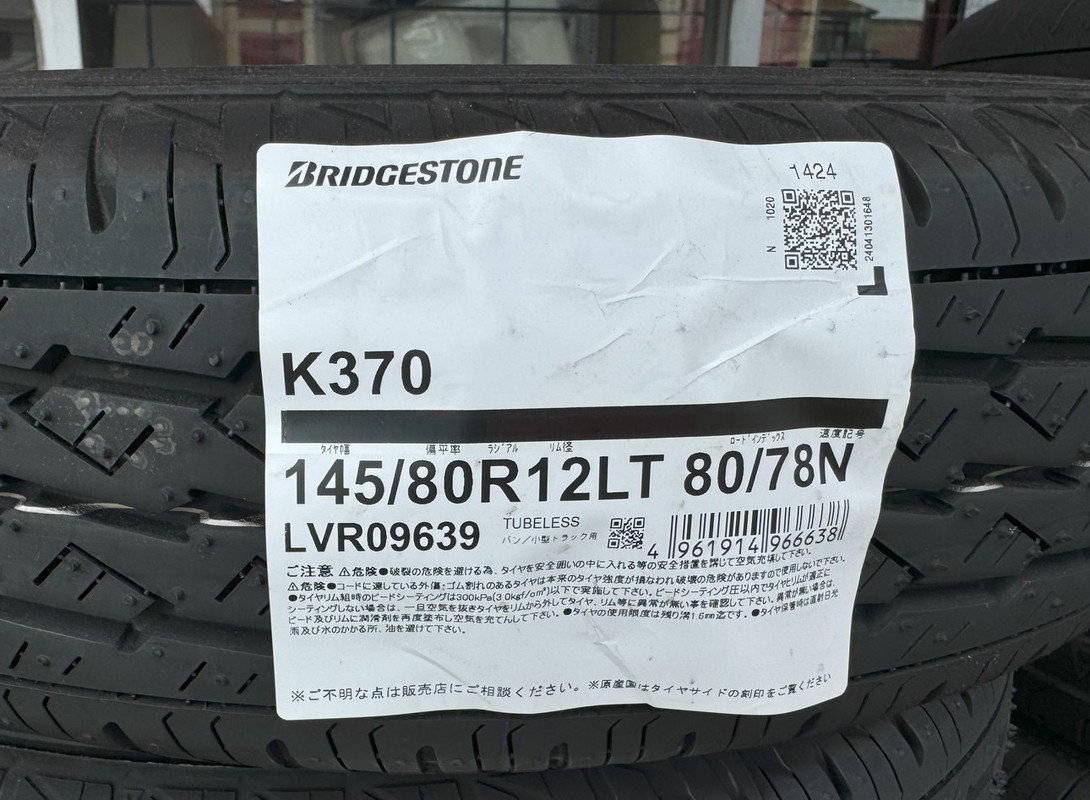 BRIDGESTONE
1424
N 1020
24041301648
L
K370
タイヤ幅 偏平率 ラジアル リム径 ロードインデックス 速度記号
145/80R12LT 80/78N
LVR09639
TUBELESS
バン/小型トラック用
4 961914 966638
ご注意 ⚠危険●破裂の危険を避ける為、タイヤを安全囲いの中に入れる等の安全措置を講じて空気充填して下さい。
⚠危険●コードに達している外傷、ゴム割れのあるタイヤは本来のタイヤ強度が損なわれ破壊の危険がありますので使用しないで下さい。
●タイヤリム組時のビードシーティングは300kPa(3.0kgf/cm²)以下で実施して下さい。ビードシーティング圧以内でタイヤとリムが適正に
シーティングしない場合は、一旦空気を抜きタイヤをリムから外してタイヤ、リム等に異常が無い事を確認して下さい。異常が無い場合は、
ビード及びリムに潤滑剤を再度塗布し空気を充てんして下さい。●タイヤの使用限度は残り溝1.6mm迄です。●タイヤ保管時は直射日光
雨及び水のかかる所、油を避けて下さい。
※ご不明な点は販売店にご相談ください。※原産国はタイヤサイドの刻印をご覧ください